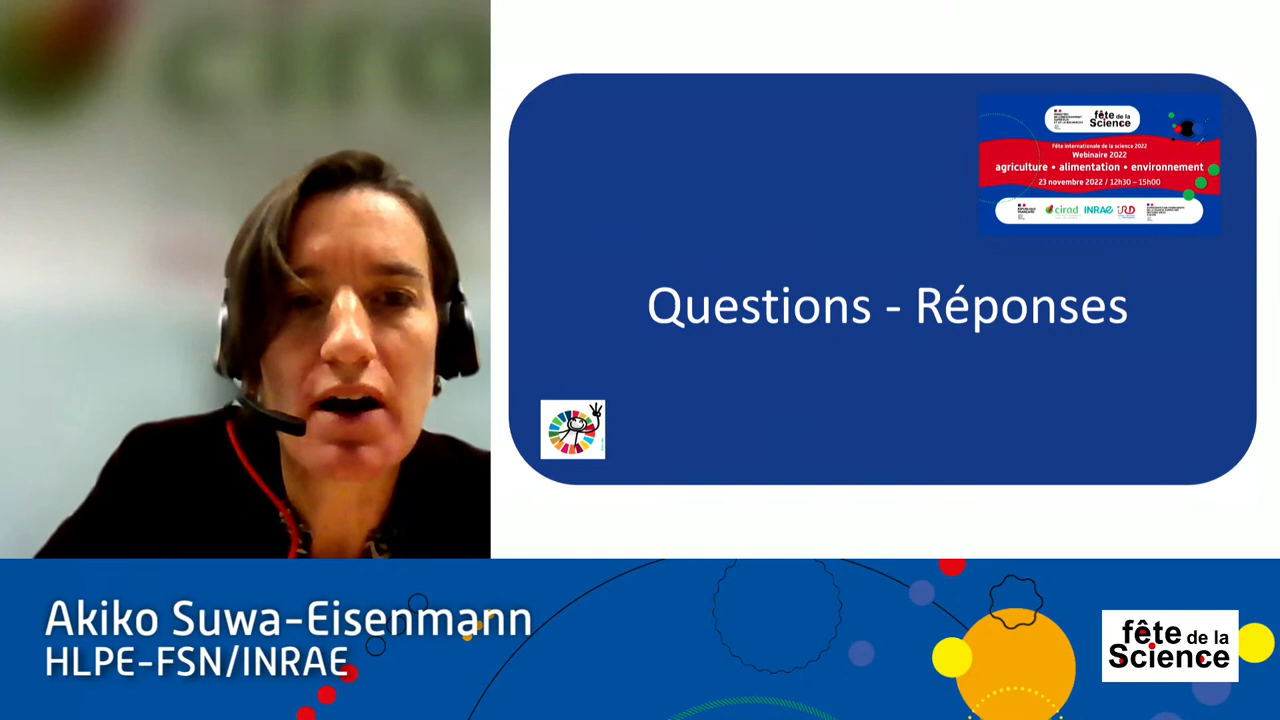 cirad
Questions - Réponses
fête de la
Science
Fête internationale de la science 2022
Webinaire 2022
agriculture • alimentation • environnement
23 novembre 2022 / 12h30 – 15h00
cirad INRAE IRD
Akiko Suwa-Eisenmann
HLPE-FSN/INRAE
fête de la
Science